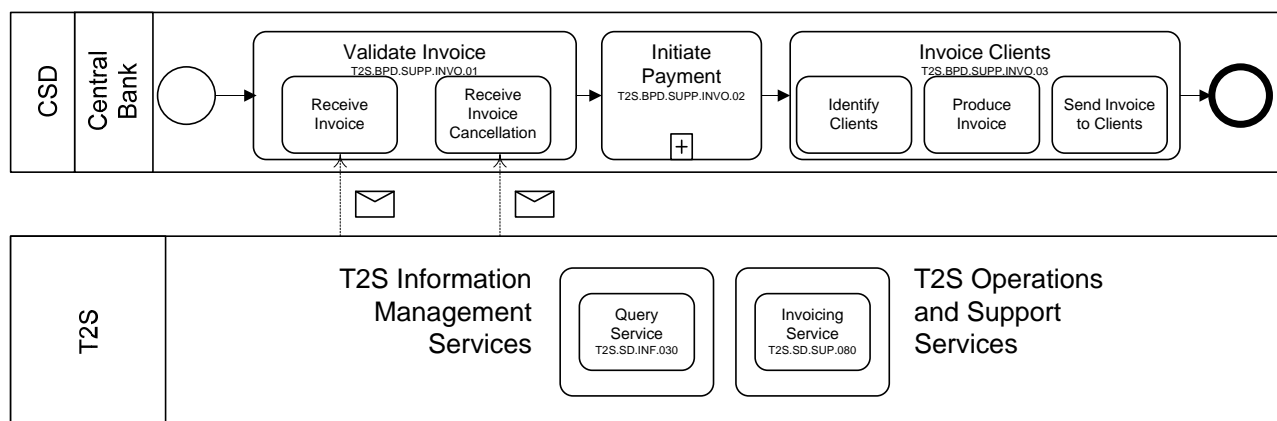 CSD
Central
Bank
Validate Invoice
T2S.BPD.SUPP.INVO.01
Receive
Invoice
Receive
Invoice
Cancellation
Initiate
Payment
T2S.BPD.SUPP.INVO.02
+
Invoice Clients
T2S.BPD.SUPP.INVO.03
Identify
Clients
Produce
Invoice
Send Invoice
to Clients
T2S
T2S Information
Management
Services
Query
Service
T2S.SD.INF.030
Invoicing
Service
T2S.SD.SUP.080
T2S Operations
and Support
Services